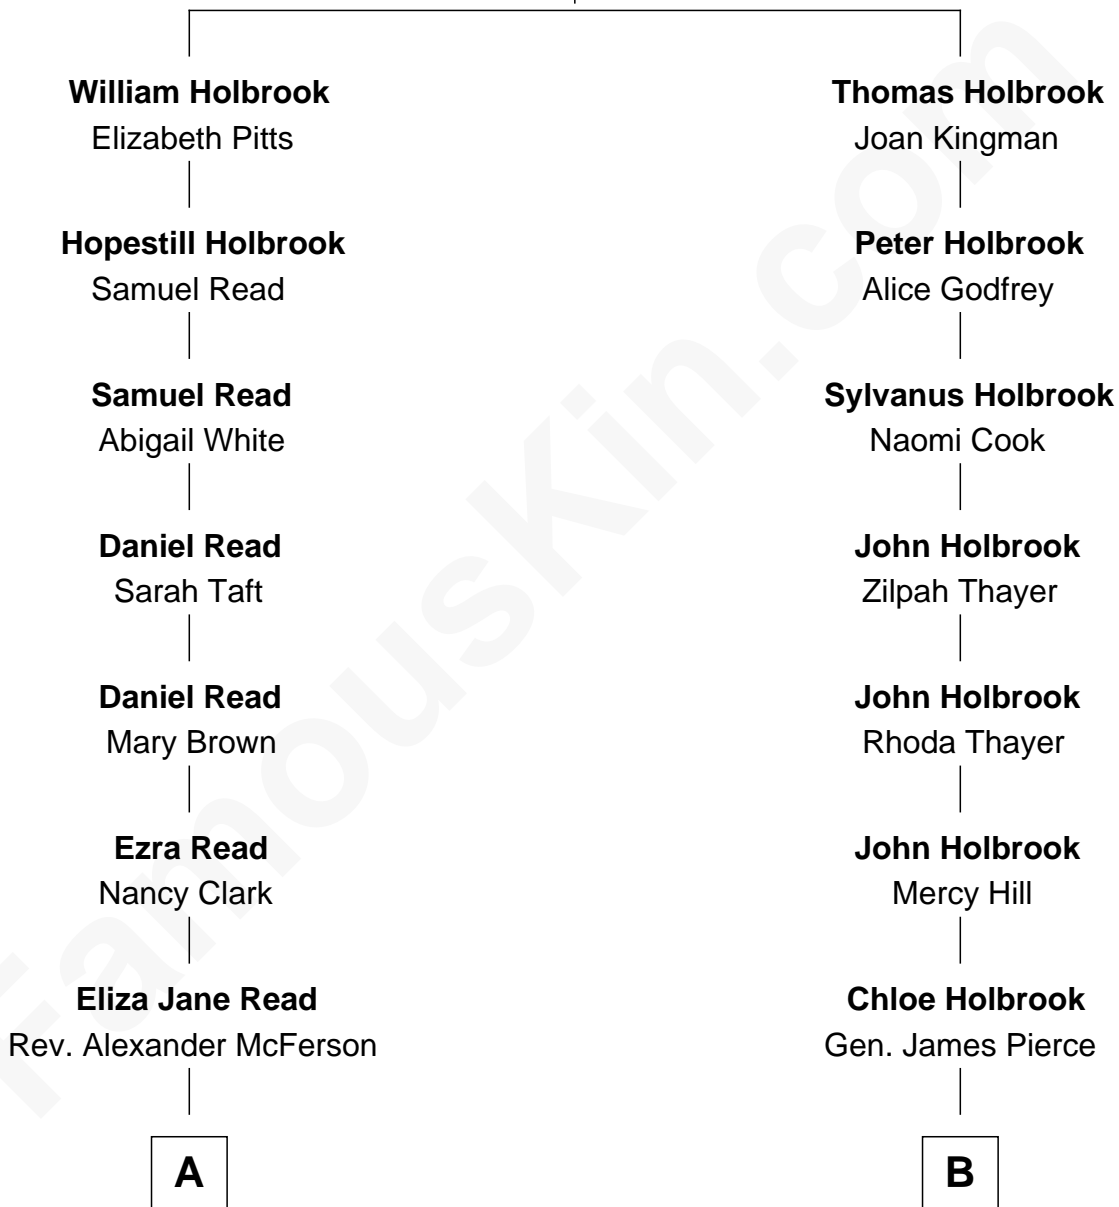 William Holbrook
Elizabeth Pitts
Hopestill Holbrook
Samuel Read
Samuel Read
Abigail White
Daniel Read
Sarah Taft
Daniel Read
Mary Brown
Ezra Read
Nancy Clark
Eliza Jane Read
Rev. Alexander McFerson
A
Thomas Holbrook
Joan Kingman
Peter Holbrook
Alice Godfrey
Sylvanus Holbrook
Naomi Cook
John Holbrook
Zilpah Thayer
John Holbrook
Rhoda Thayer
John Holbrook
Mercy Hill
Chloe Holbrook
Gen. James Pierce
B
FamousKin.com